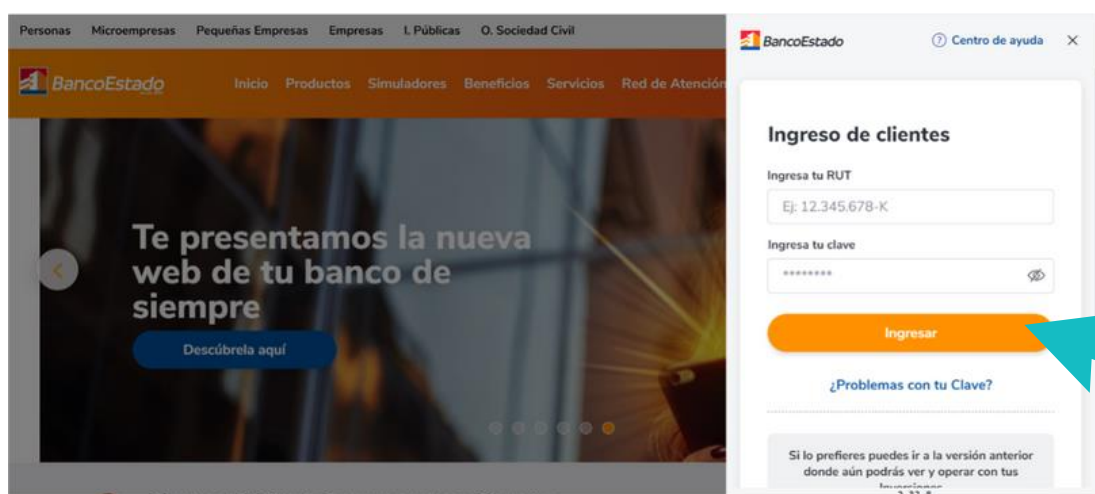 Personas Microempresas Pequeñas Empresas Empresas I. Públicas O. Sociedad Civil
BancoEstado Inicio Productos Simuladores Beneficios Servicios Red de Atención
Te presentamos la nueva
web de tu banco de
siempre
Descúbrela aquí
BancoEstado Centro de ayuda
Ingreso de clientes
Ingresa tu RUT
Ej: 12.345.678-K
Ingresa tu clave
********
Ingresar
¿Problemas con tu Clave?
Si lo prefieres puedes ir a la versión anterior
donde aún podrás ver y operar con tus
Inversiones